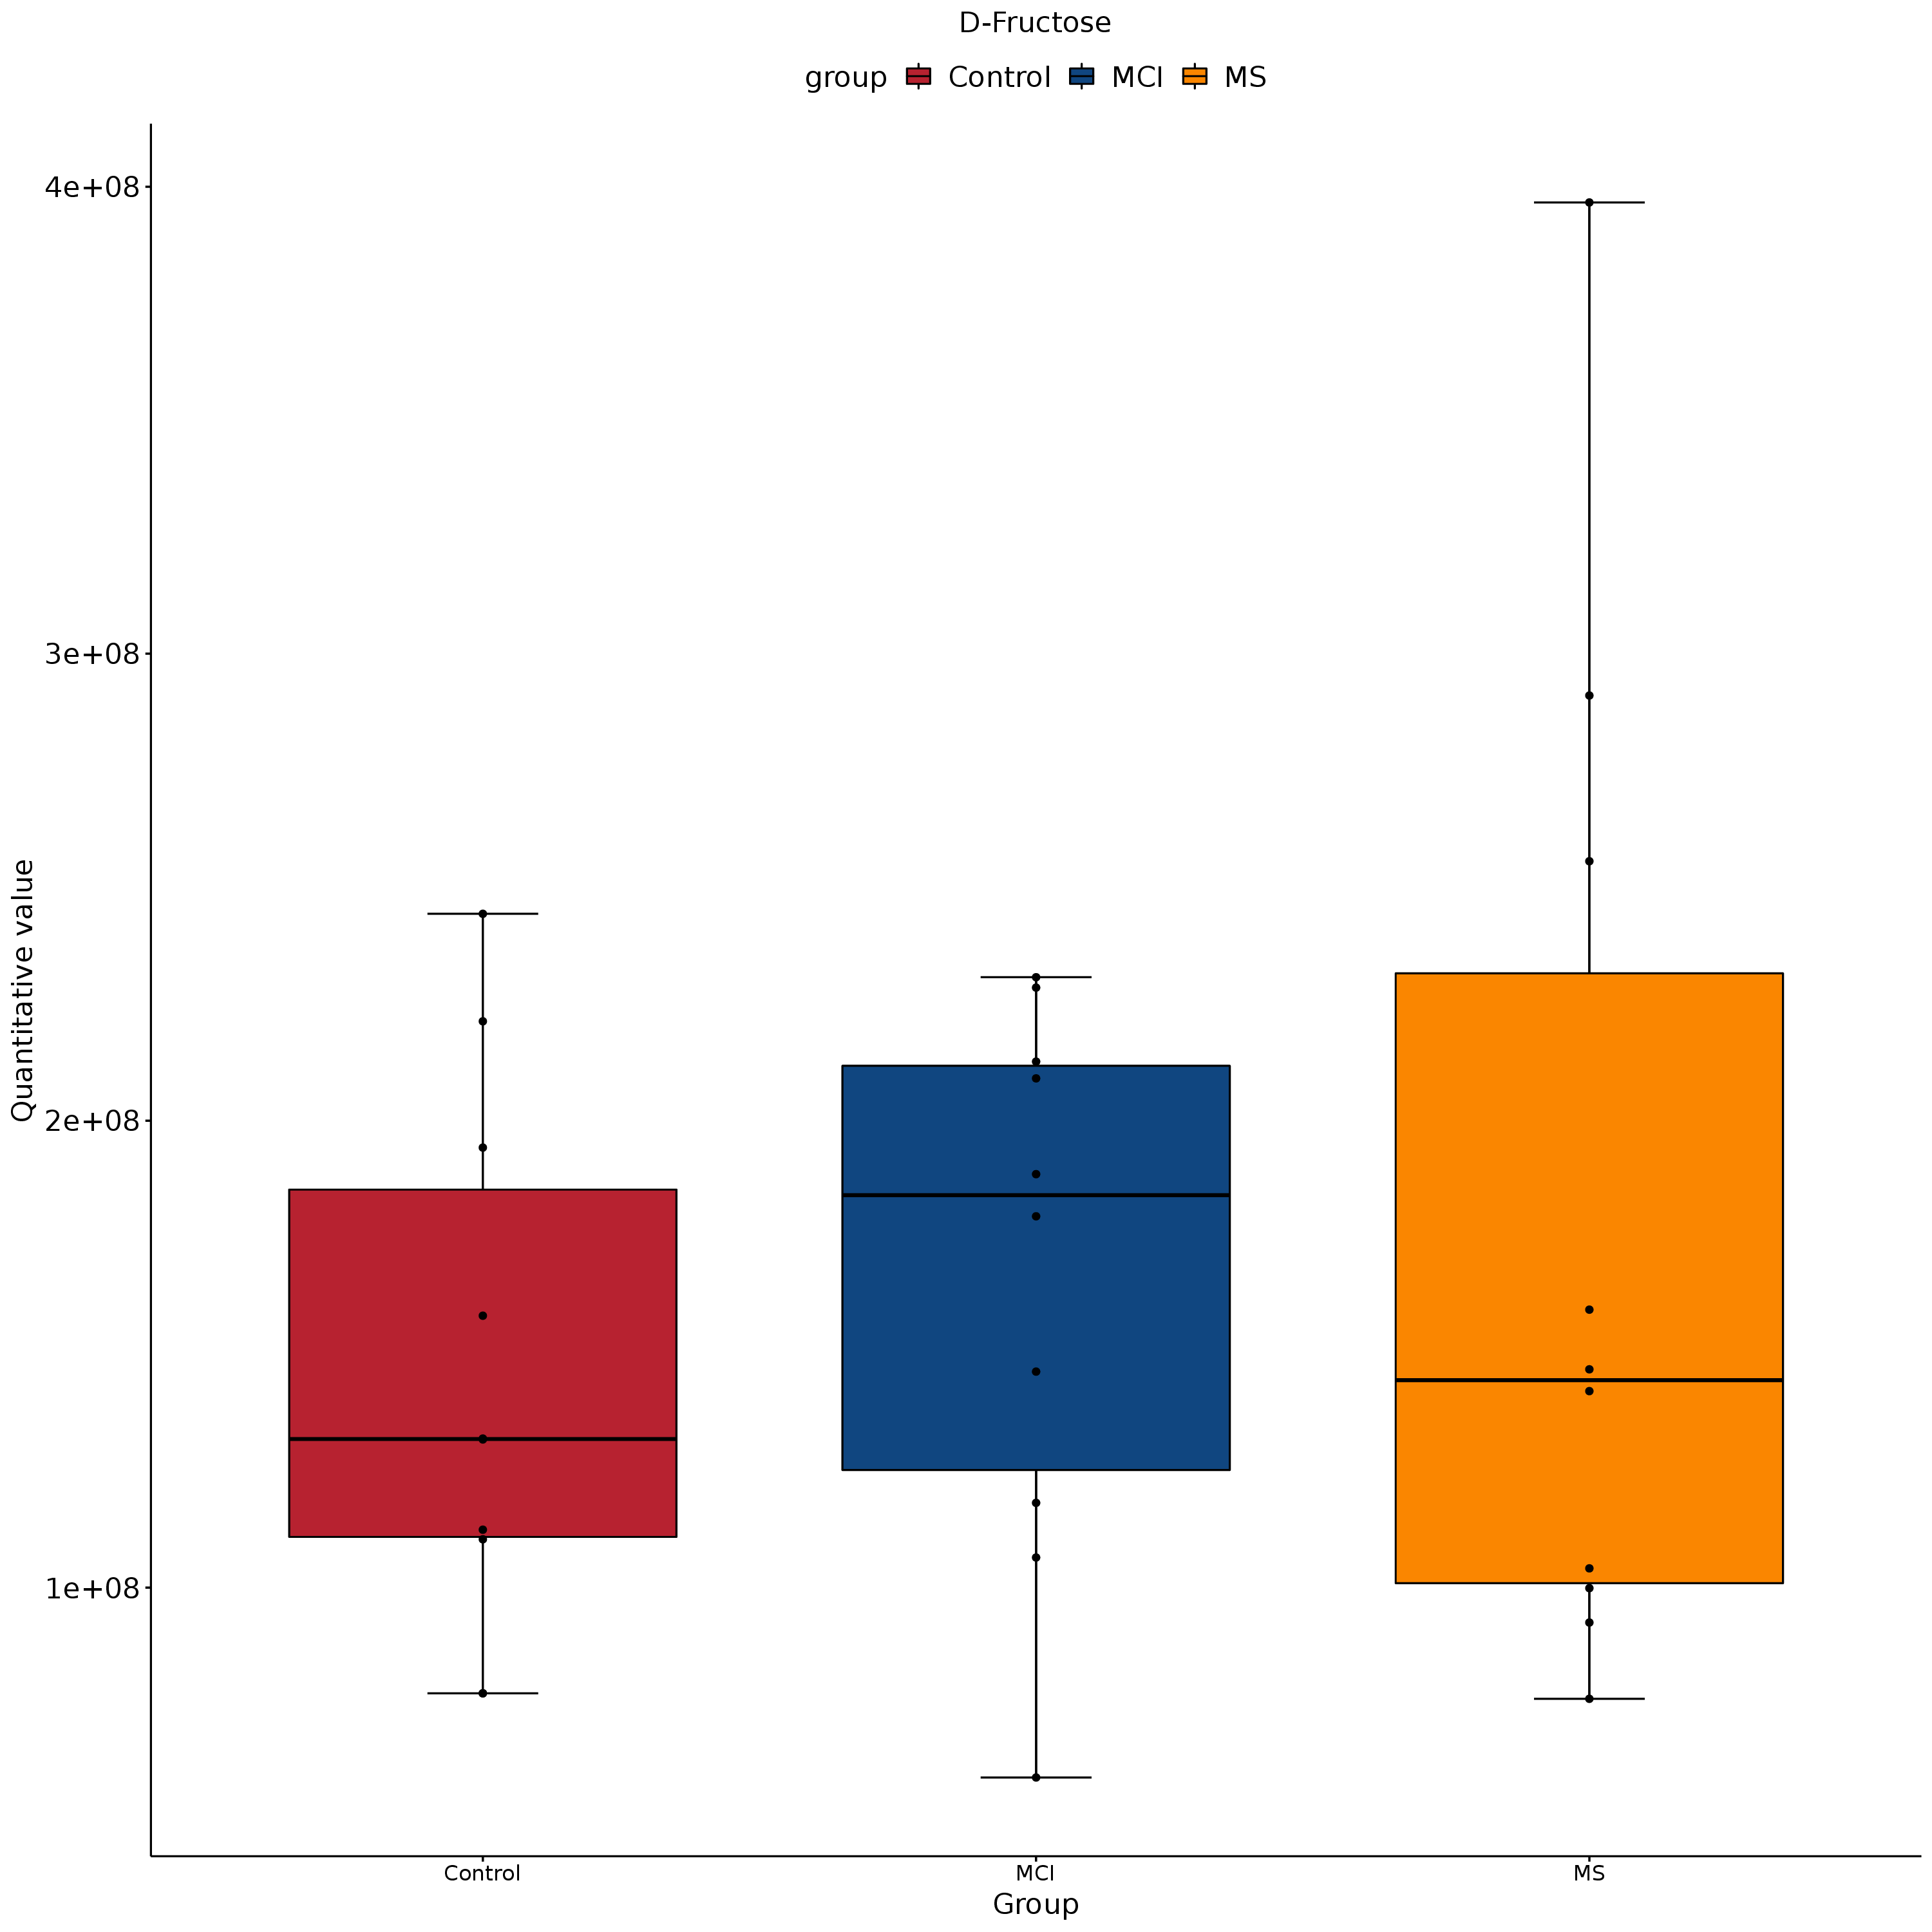 D-Fructose
group Control MCI MS
Quantitative value
4e+08
3e+08
2e+08
1e+08
Control MCI MS
Group